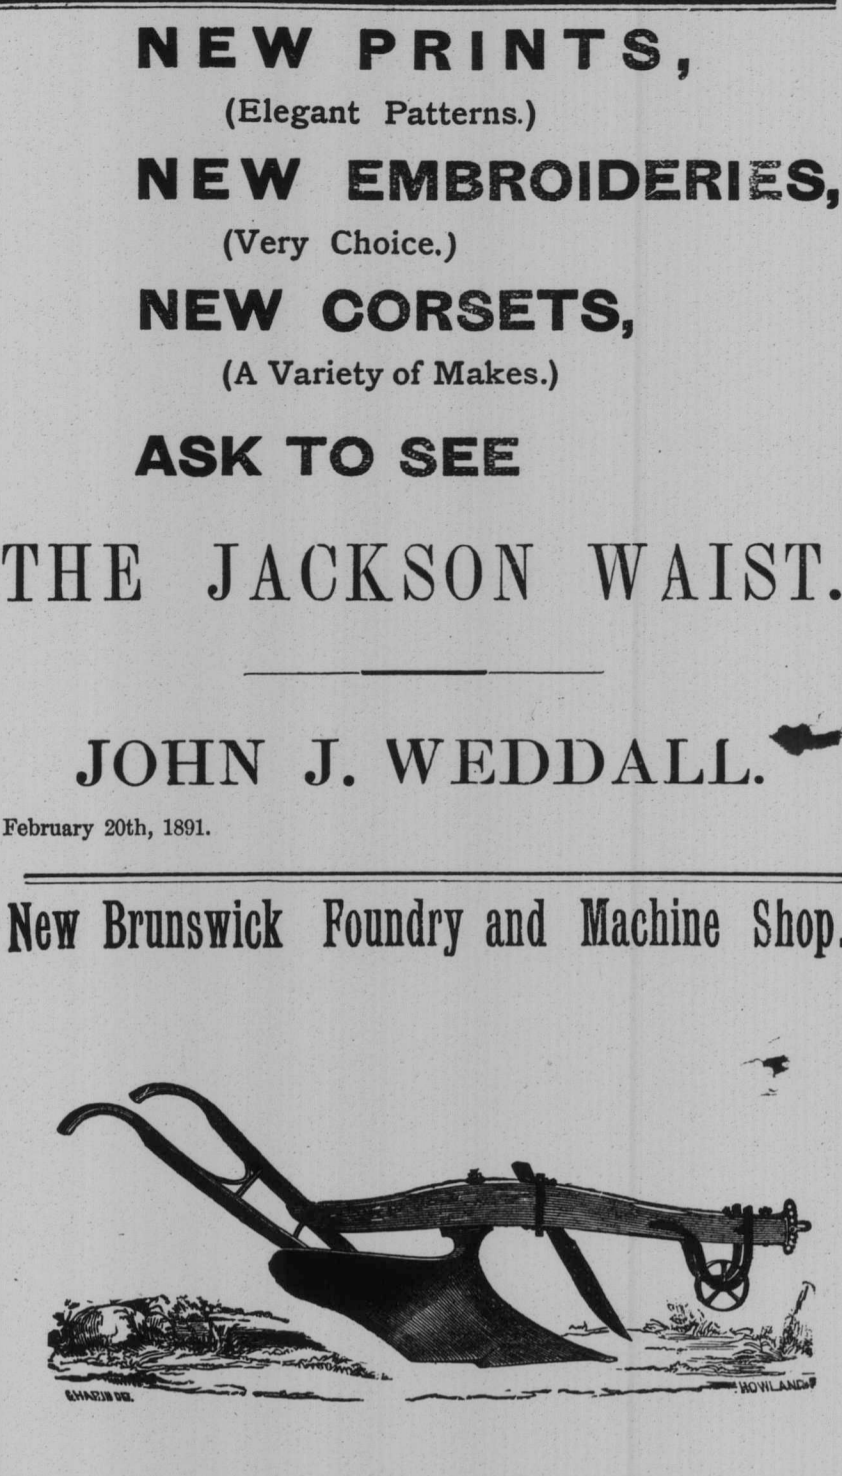 NEW PRINTS,
(Elegant Patterns.)
NEW EMBROIDERIES,
(Very Choice.)
NEW CORSETS,
(A Variety of Makes.)
ASK TO SEE
THE JACKSON WAIST.
JOHN J. WEDDALL.
February 20th, 1891.
New Brunswick Foundry and Machine Shop.
HOWLAND